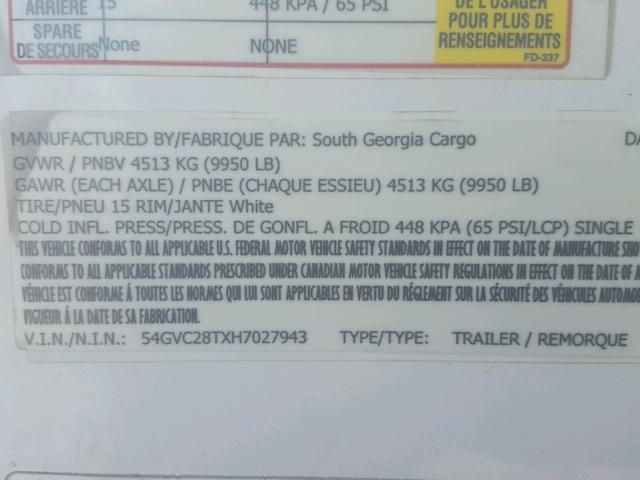 ARRIÈRE 15 448 KPA / 65 PSI
SPARE
DE SECOURS None NONE
DE L'USAGER
POUR PLUS DE
RENSEIGNEMENTS
FD-337
MANUFACTURED BY/FABRIQUE PAR: South Georgia Cargo
GVWR / PNBV 4513 KG (9950 LB)
GAWR (EACH AXLE) / PNBE (CHAQUE ESSIEU) 4513 KG (9950 LB)
TIRE/PNEU 15 RIM/JANTE White
COLD INFL. PRESS/PRESS. DE GONFL. A FROID 448 KPA (65 PSI/LCP) SINGLE
THIS VEHICLE CONFORMS TO ALL APPLICABLE U.S. FEDERAL MOTOR VEHICLE SAFETY STANDARDS IN EFFECT ON THE DATE OF MANUFACTURE
CONFORMS TO ALL APPLICABLE STANDARDS PRESCRIBED UNDER CANADIAN MOTOR VEHICLE SAFETY REGULATIONS IN EFFECT ON THE DATE OF
VÉHICLE EST CONFORME À TOUTES LES NORMES QUI LUI SONT APPLICABLES EN VERTU DU RÉGLEMENT SUR LA SÉCURITÉ DES VÉHICULES
VIGUEUR À LA DATE DE SA FABRICATION.
V.I.N./N.I.N.: 54GVC28TXH7027943 TYPE/TYPE: TRAILER / REMORQUE